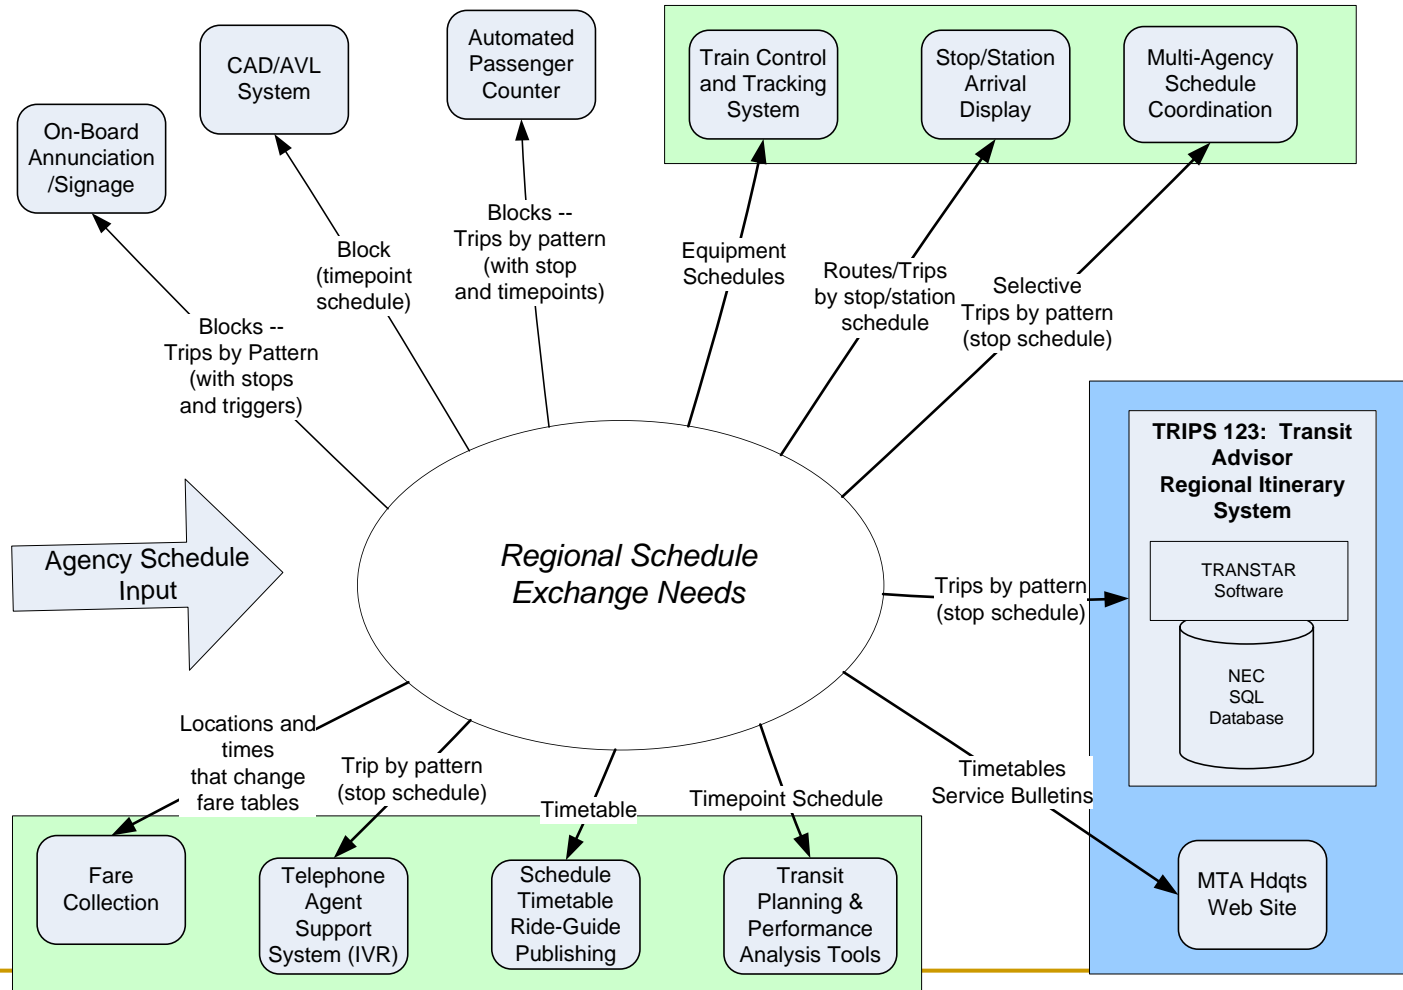 On-Board
Annunciation
/Signage
CAD/AVL
System
Automated
Passenger
Counter
Train Control
and Tracking
System
Stop/Station
Arrival
Display
Multi-Agency
Schedule
Coordination
Blocks --
Trips by Pattern
(with stops
and triggers)
Block
(timepoint
schedule)
Blocks --
Trips by pattern
(with stop
and timepoints)
Equipment
Schedules
Routes/Trips
by stop/station
schedule
Selective
Trips by pattern
(stop schedule)
Agency Schedule
Input
Regional Schedule
Exchange Needs
Trips by pattern
(stop schedule)
TRIPS 123: Transit
Advisor
Regional Itinerary
System
TRANSTAR
Software
NEC
SQL
Database
Locations and
times
that change
fare tables
Trip by pattern
(stop schedule)
Timetable
Timepoint Schedule
Timetables
Service Bulletins
Fare
Collection
Telephone
Agent
Support
System (IVR)
Schedule
Timetable
Ride-Guide
Publishing
Transit
Planning &
Performance
Analysis Tools
MTA Hdqts
Web Site